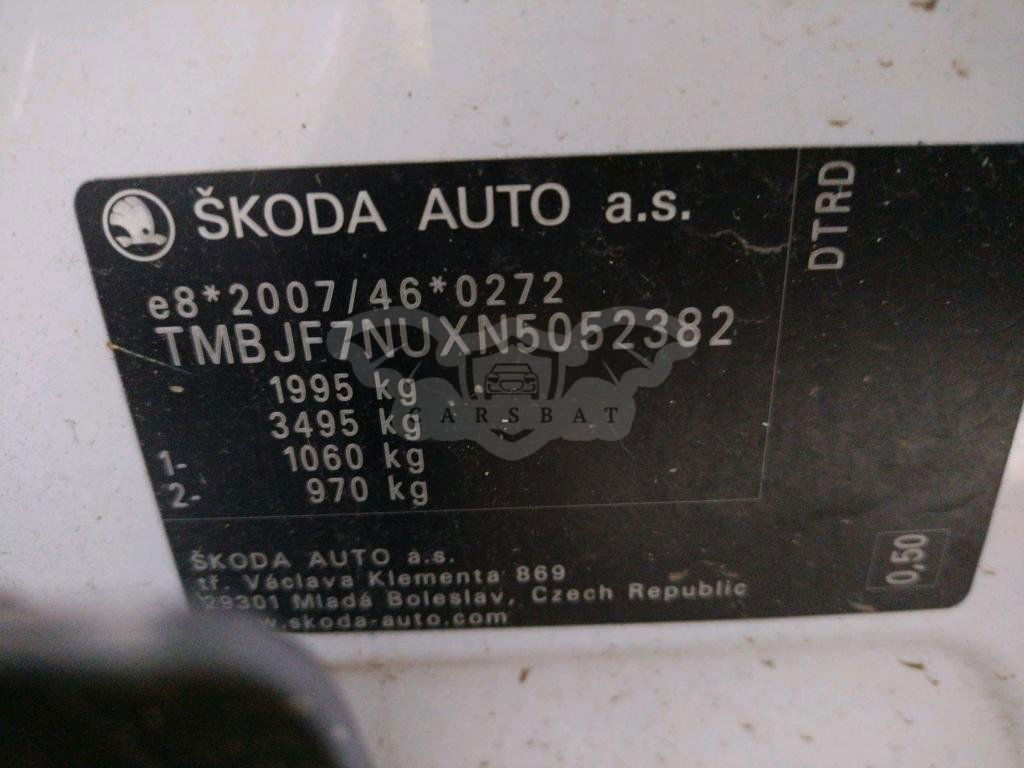 ŠKODA AUTO a.s.
DTRD
e8*2007/46*0272
TMBJF7NUXN5052382
1995 kg
3495 kg
1- 1060 kg
2- 970 kg
CARSBAT
0,50
ŠKODA AUTO a.s.
tř. Václava Klementa 869
29301 Mladá Boleslav, Czech Republic
www.skoda-auto.com